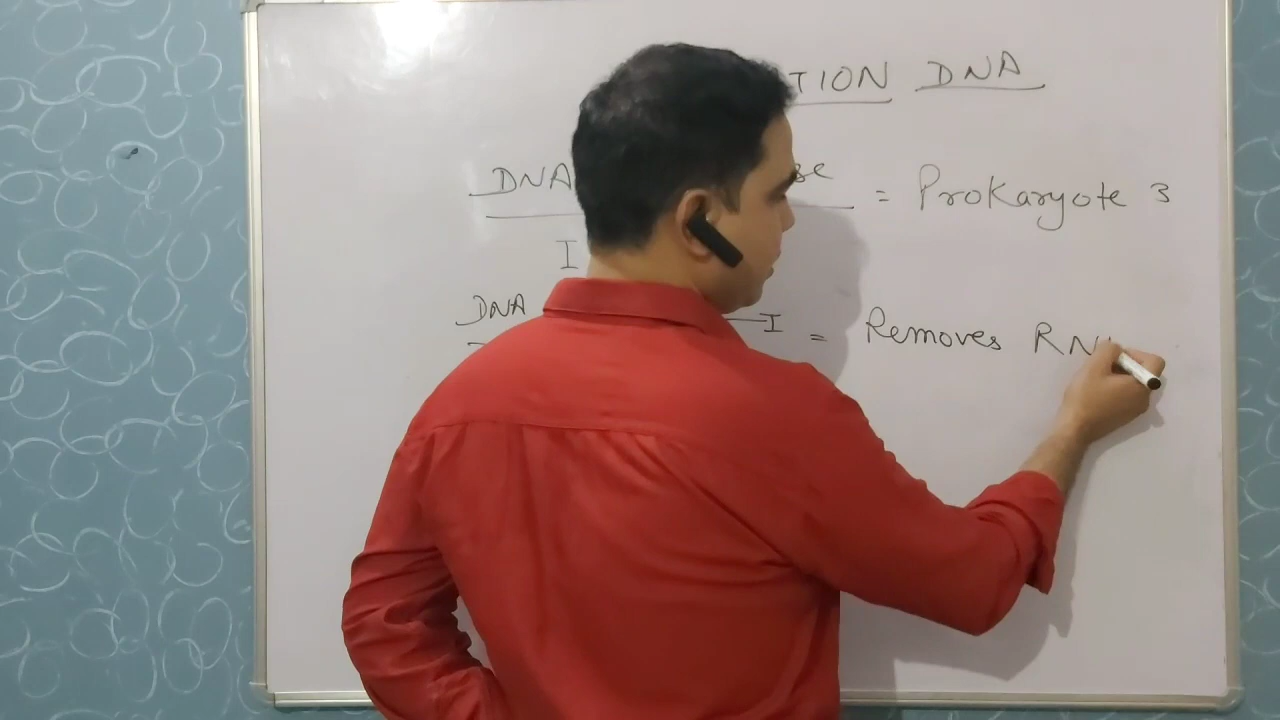 TION DNA
DNA se = Prokaryote 3
I
DNA I = Removes RN